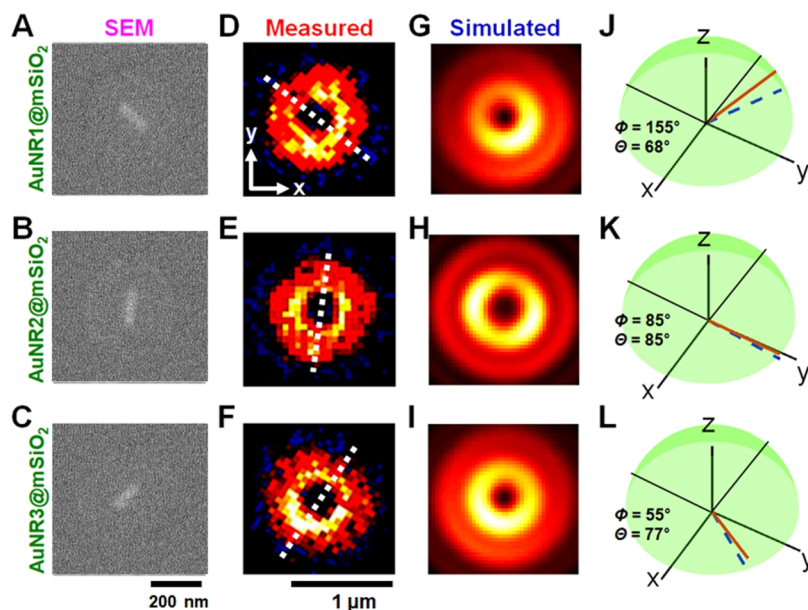 A SEM D Measured G Simulated J
AuNR1@mSiO₂
y
x
Z
Φ = 155°
Θ = 68°
y
x
B E H K
AuNR2@mSiO₂
Z
Φ = 85°
Θ = 85°
y
x
C F I L
AuNR3@mSiO₂
Z
Φ = 55°
Θ = 77°
y
x
200 nm 1 µm